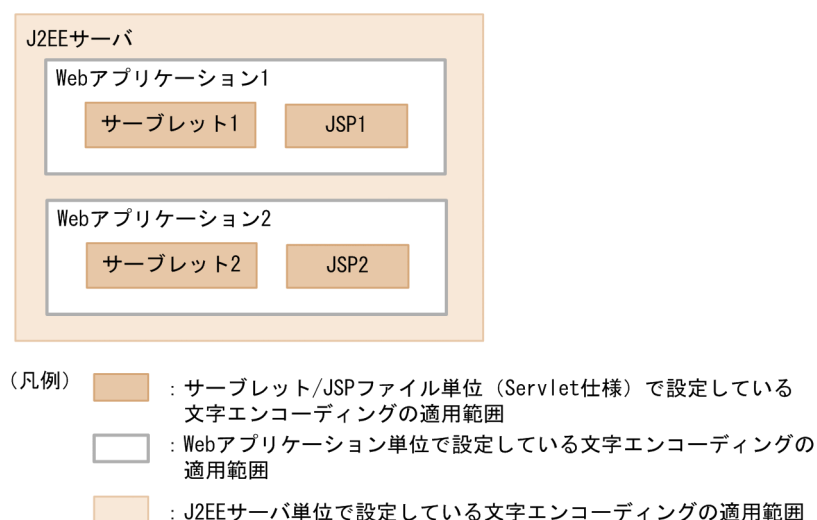 J2EEサーバ
Webアプリケーション1
サーブレット1
JSP1
Webアプリケーション2
サーブレット2
JSP2
(凡例)
:サーブレット/JSPファイル単位(Servlet仕様)で設定している
文字エンコーディングの適用範囲
:Webアプリケーション単位で設定している文字エンコーディングの
適用範囲
:J2EEサーバ単位で設定している文字エンコーディングの適用範囲